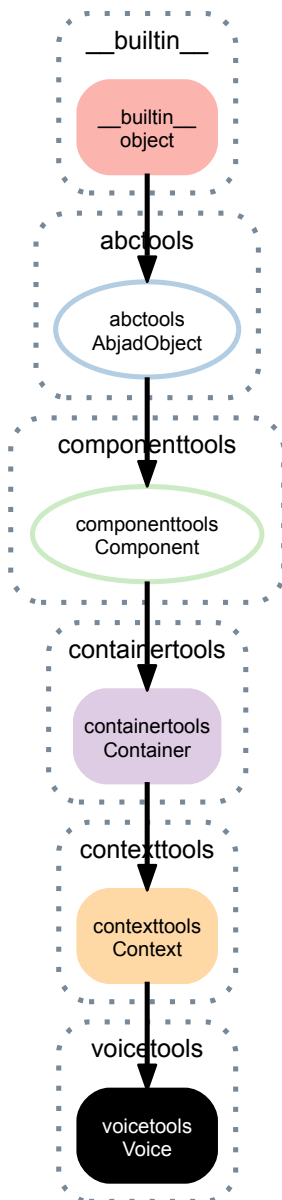 __builtin__
__builtin__
object
abctools
abctools
AbjadObject
componenttools
componenttools
Component
containertools
containertools
Container
contexttools
contexttools
Context
voicetools
voicetools
Voice